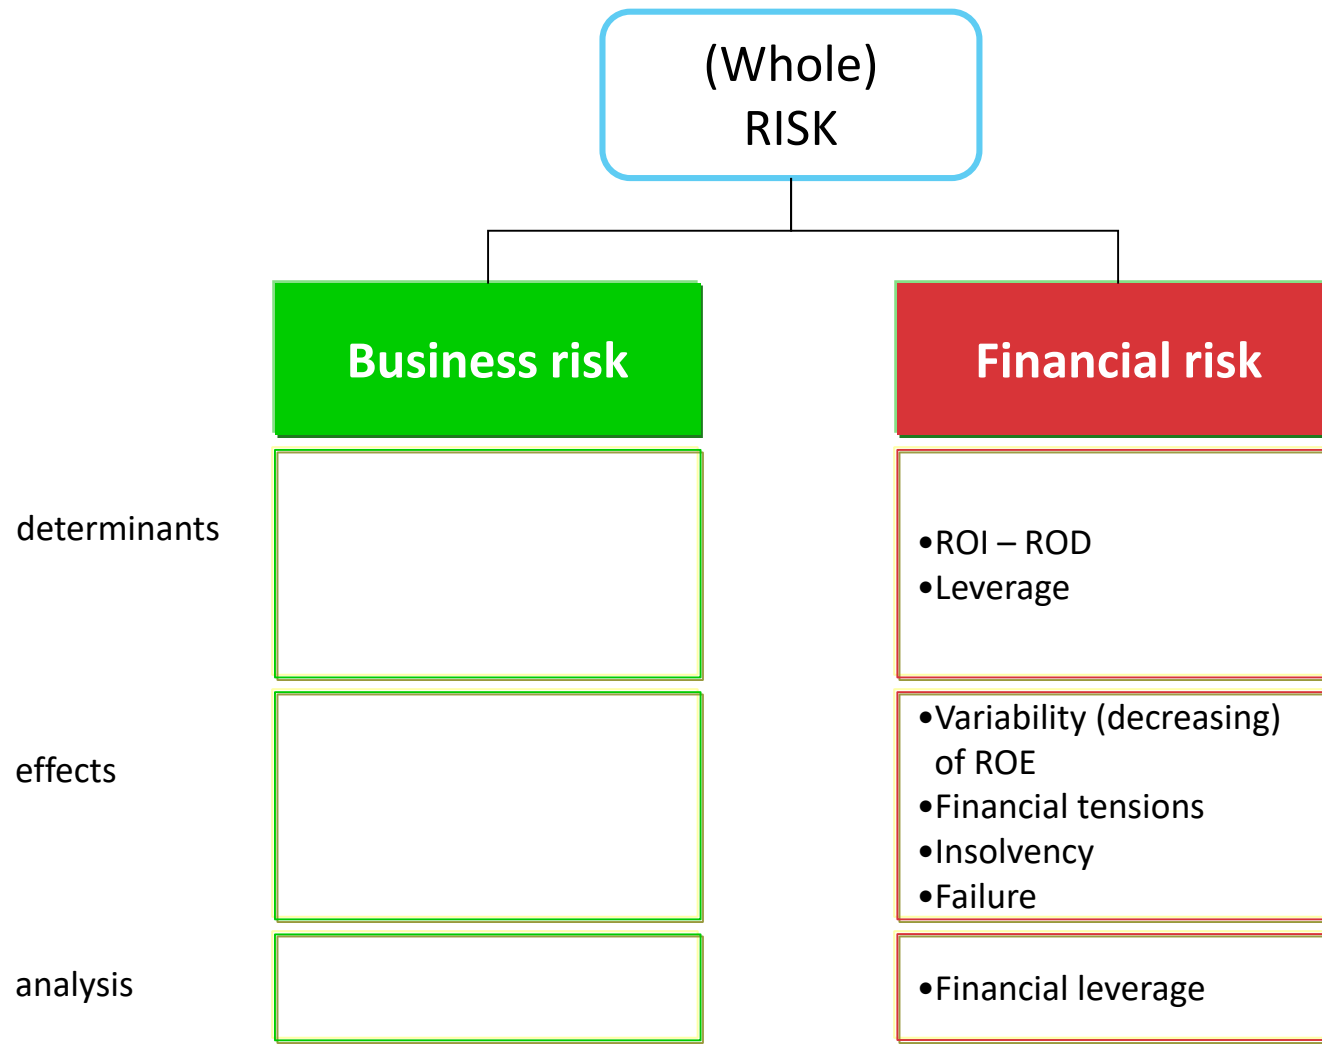 (Whole)
RISK
Business risk
Financial risk
determinants
•ROI – ROD
•Leverage
effects
•Variability (decreasing)
of ROE
•Financial tensions
•Insolvency
•Failure
analysis
•Financial leverage